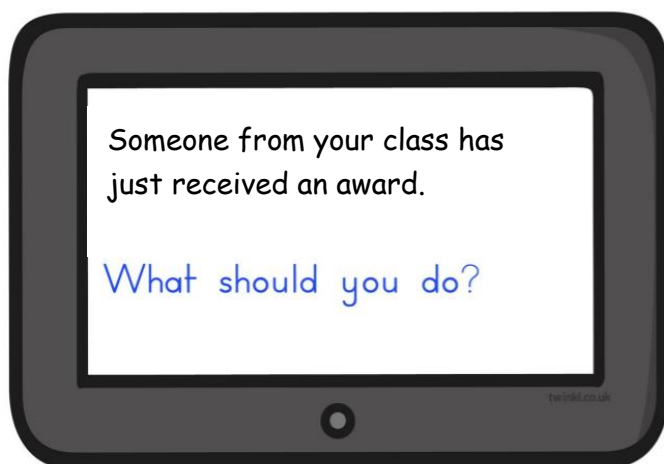 Someone from your class has
just received an award.
What should you do?
twinkl.co.uk